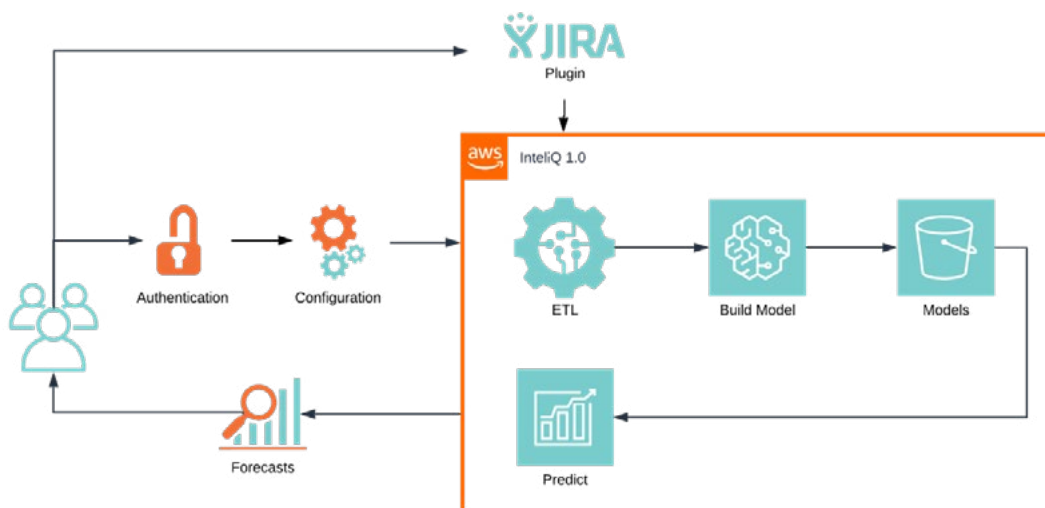 JIRA
Plugin
aws
InteliQ 1.0
Authentication
Configuration
ETL
Build Model
Models
Forecasts
Predict